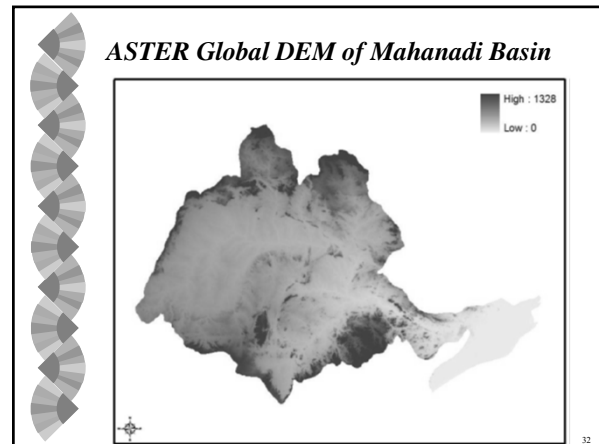 ASTER Global DEM of Mahanadi Basin
High : 1328
Low : 0
32